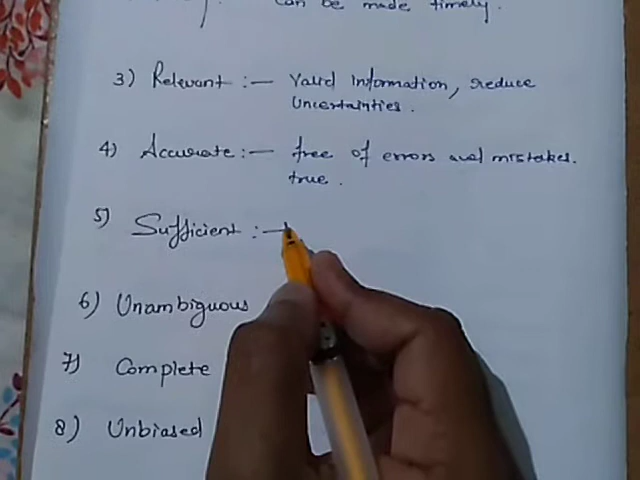 can be made timely.
3) Relevant :— Valid Information, reduce
Uncertainties.
4) Accurate :— free of errors and mistakes.
true.
5) Sufficient :—
6) Unambiguous
7) Complete
8) Unbiased